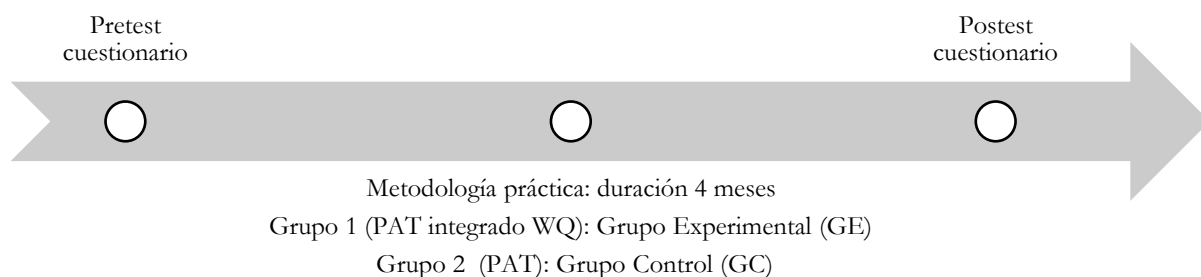 Pretest
cuestionario
Postest
cuestionario
Metodología práctica: duración 4 meses
Grupo 1 (PAT integrado WQ): Grupo Experimental (GE)
Grupo 2 (PAT): Grupo Control (GC)